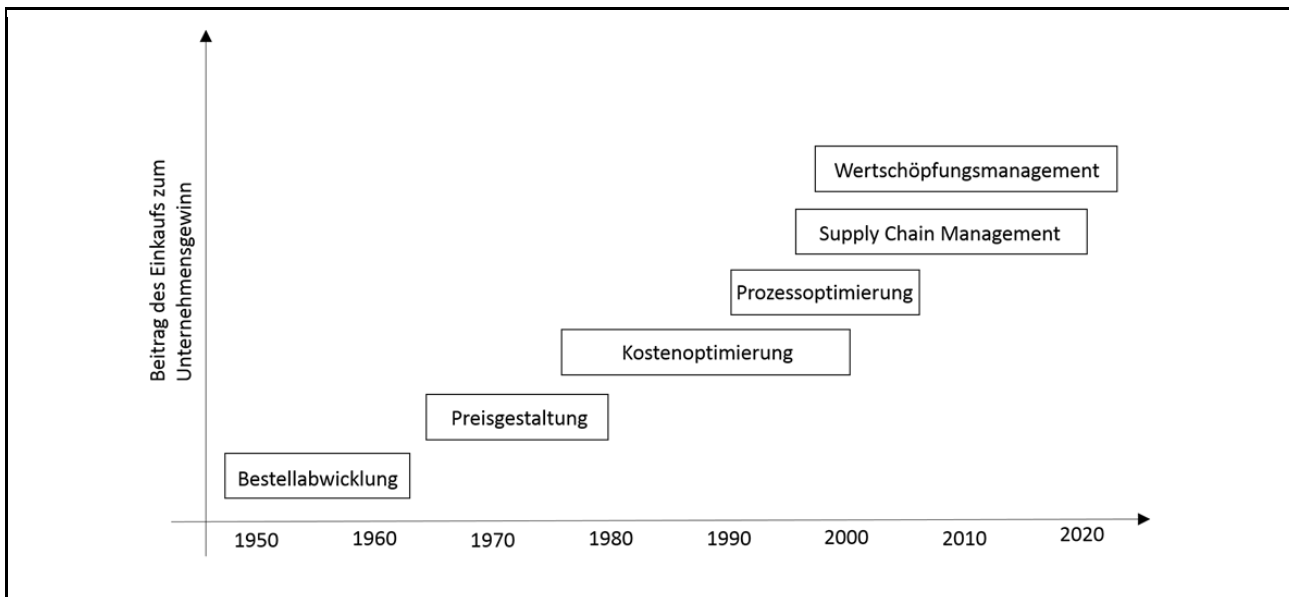 Beitrag des Einkaufs zum
Unternehmensgewinn
Wertschöpfungsmanagement
Supply Chain Management
Prozessoptimierung
Kostenoptimierung
Preisgestaltung
Bestellabwicklung
1950 1960 1970 1980 1990 2000 2010 2020